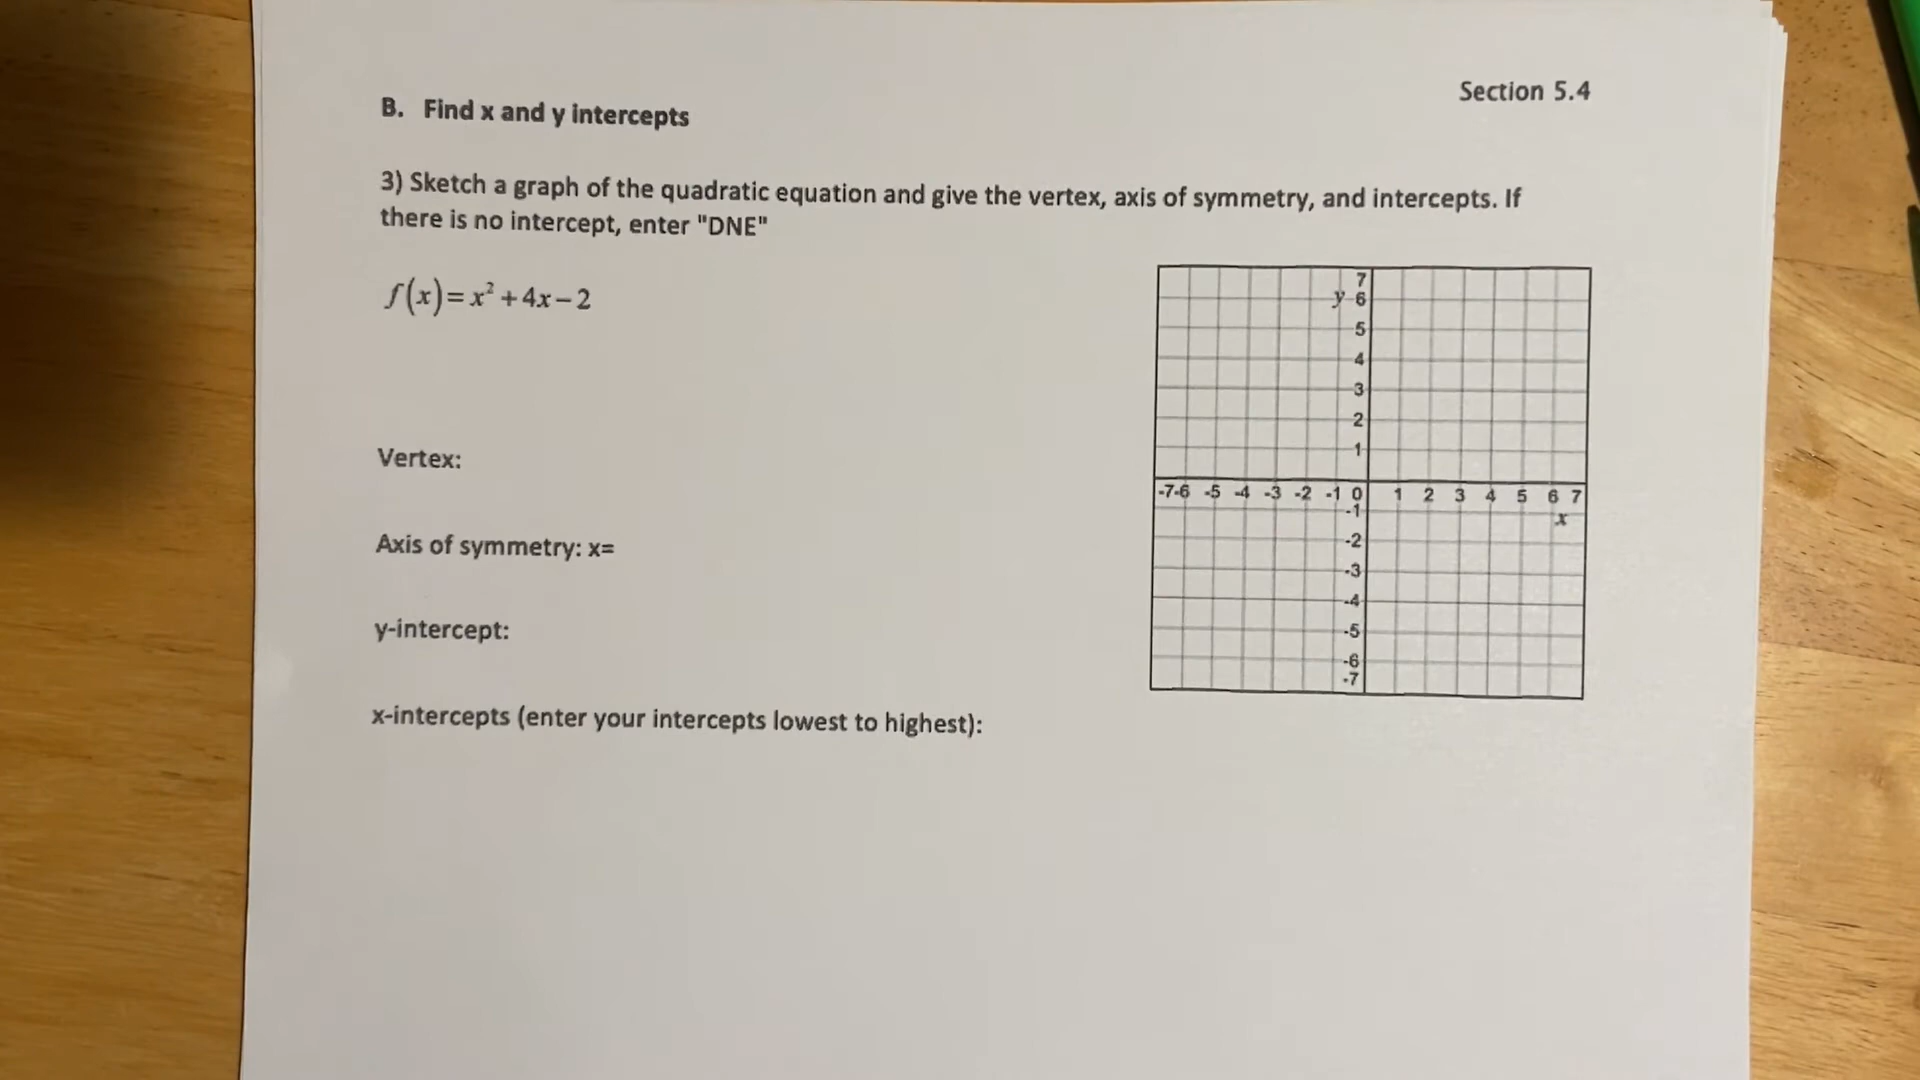 Section 5.4
B. Find x and y intercepts
3) Sketch a graph of the quadratic equation and give the vertex, axis of symmetry, and intercepts. If
there is no intercept, enter "DNE"
f(x)=x²+4x−2
7
y 6
5
4
3
2
1
-7-6 -5 -4 -3 -2 -1 0 1 2 3 4 5 6 7
-1
x
-2
-3
-4
-5
-6
-7
Vertex:
Axis of symmetry: x=
y-intercept:
x-intercepts (enter your intercepts lowest to highest):